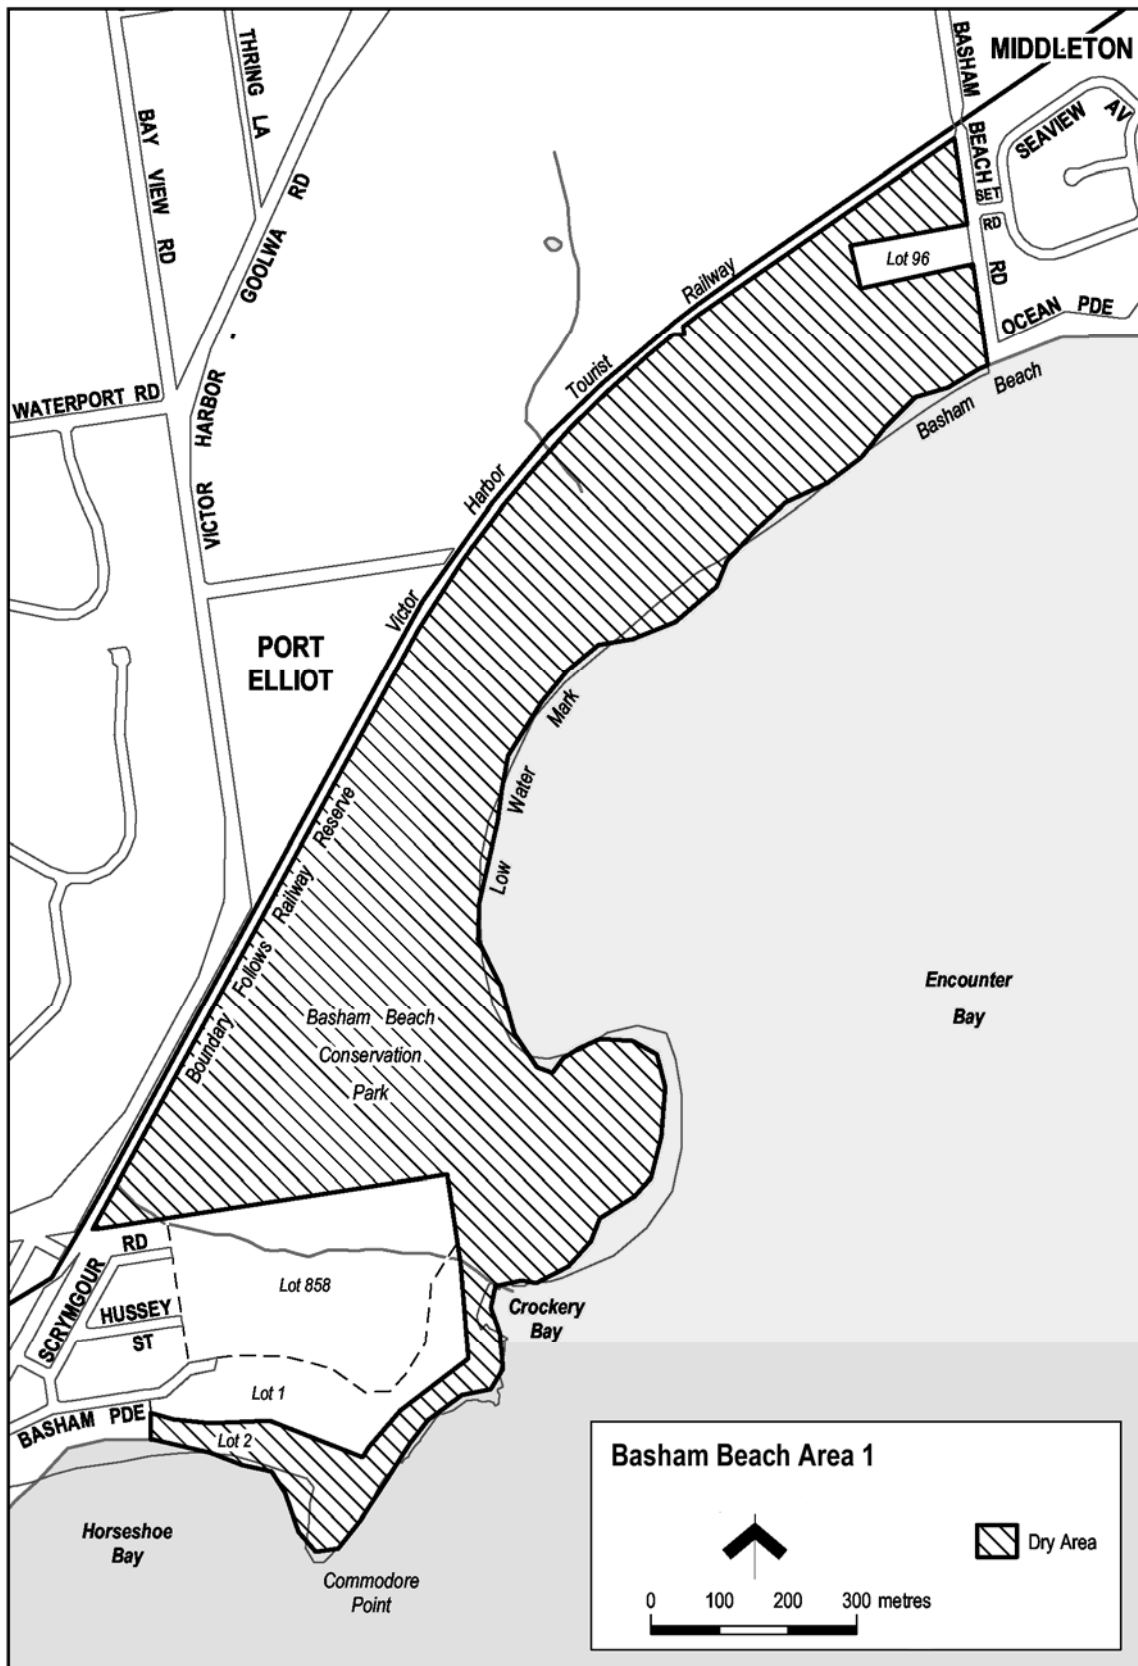 MIDDLETON
BASHAM BEACH RD
SEAVIEW AV
SET
RD
OCEAN PDE
THRING LA
BAY VIEW RD
VICTOR HARBOR GOOLWA RD
WATERPORT RD
Lot 96
Victor Harbor Tourist Railway
Basham Beach
PORT
ELLIOT
Low Water Mark
Boundary Follows Railway Reserve
Encounter
Bay
Basham Beach
Conservation
Park
SCRYMGOUR RD
HUSSEY
ST
Lot 858
Crockery
Bay
Lot 1
BASHAM PDE
Lot 2
Horseshoe
Bay
Commodore
Point
Basham Beach Area 1
Dry Area
0 100 200 300 metres